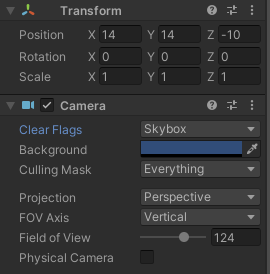 Transform
Position X 14 Y 14 Z -10
Rotation X 0 Y 0 Z 0
Scale X 1 Y 1 Z 1
Camera
Clear Flags Skybox
Background
Culling Mask Everything
Projection Perspective
FOV Axis Vertical
Field of View 124
Physical Camera